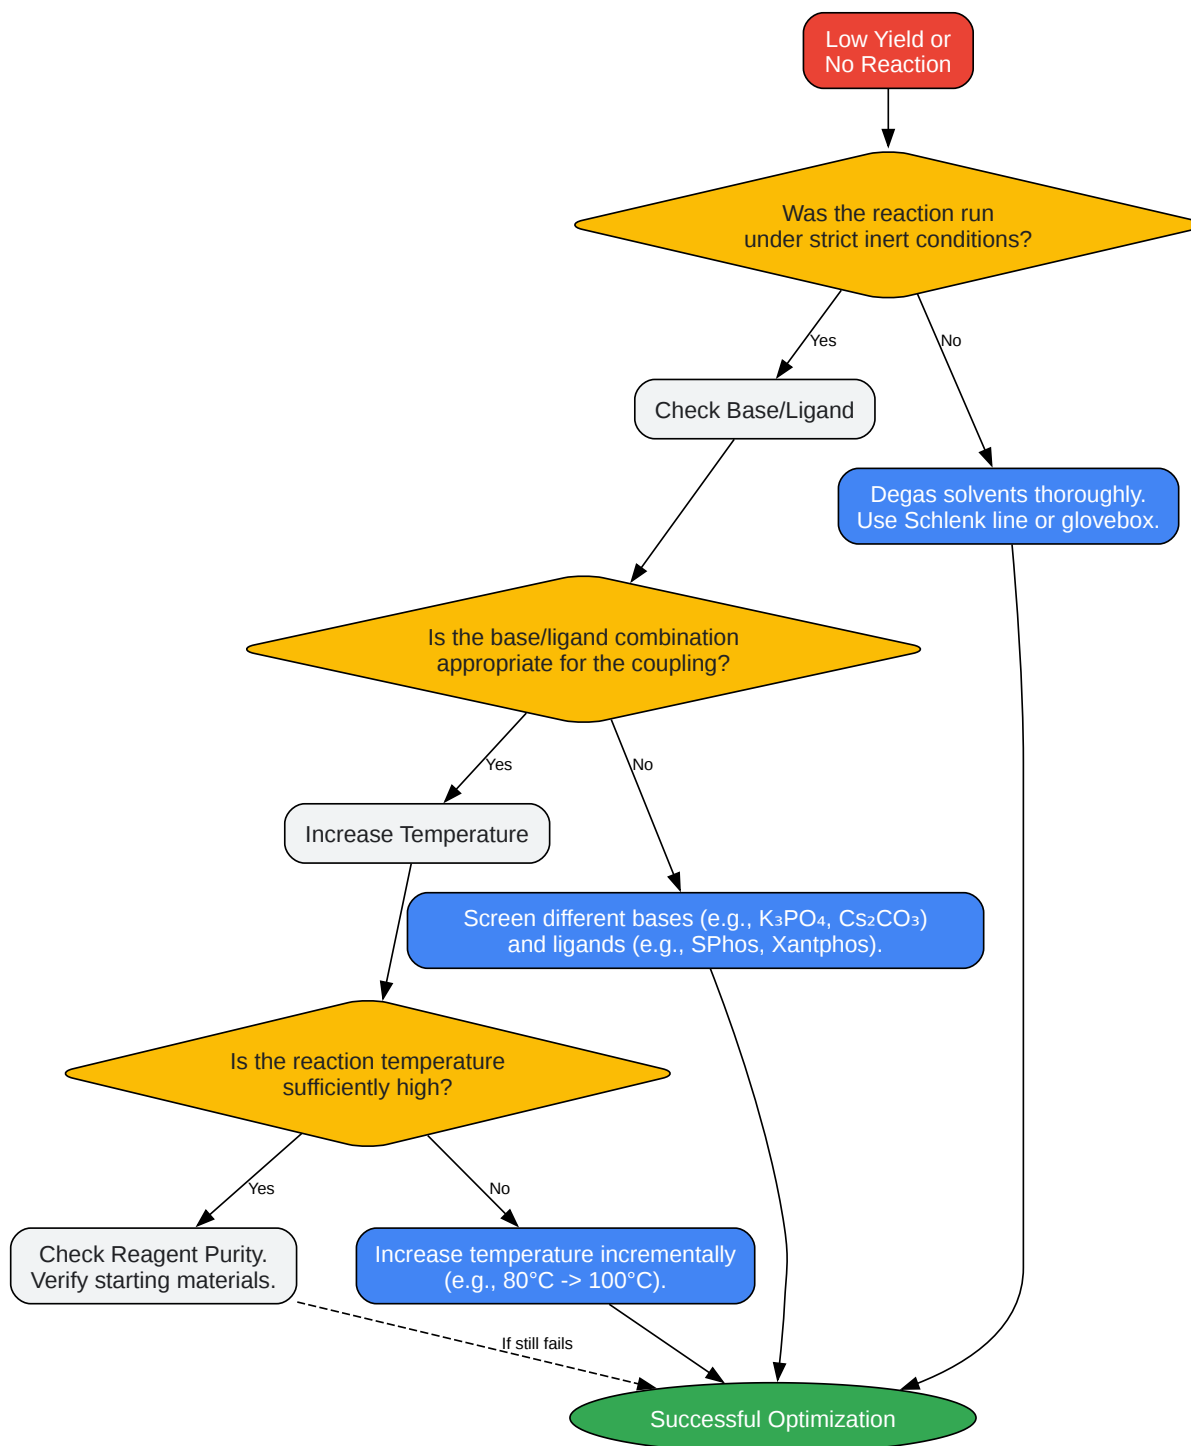 Low Yield or
No Reaction
Was the reaction run
under strict inert conditions?
Yes
No
Check Base/Ligand
Degas solvents thoroughly.
Use Schlenk line or glovebox.
Is the base/ligand combination
appropriate for the coupling?
Yes
No
Increase Temperature
Screen different bases (e.g., K₃PO₄, Cs₂CO₃)
and ligands (e.g., SPhos, Xantphos).
Is the reaction temperature
sufficiently high?
Yes
No
Check Reagent Purity.
Verify starting materials.
Increase temperature incrementally
(e.g., 80°C -> 100°C).
If still fails
Successful Optimization